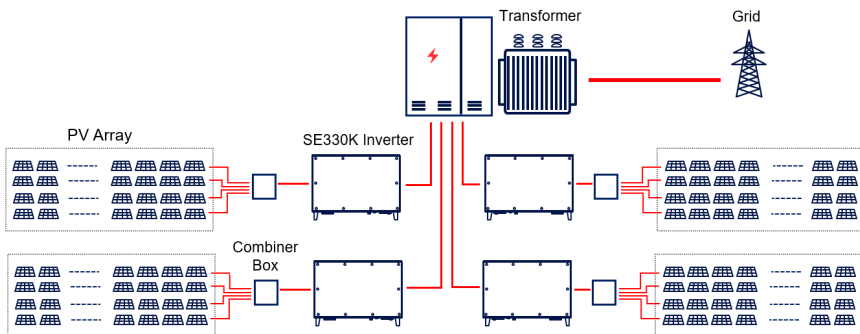 Transformer
Grid
PV Array
SE330K Inverter
Combiner
Box